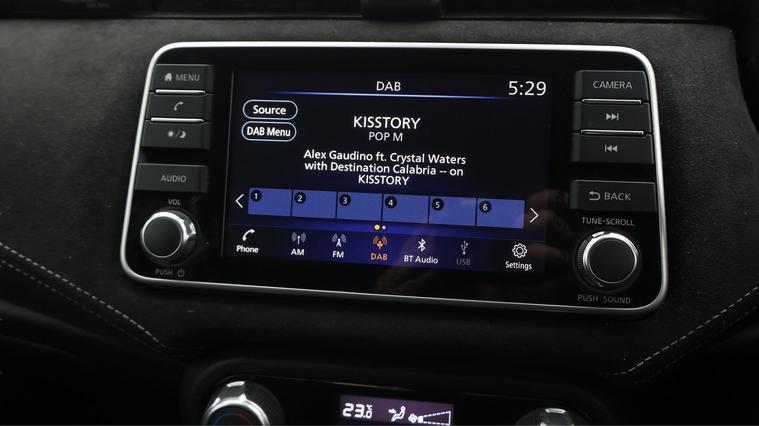 MENU
DAB
5:29
CAMERA
Source
KISSTORY
DAB Menu
POP M
Alex Gaudino ft. Crystal Waters
with Destination Calabria -- on
KISSTORY
AUDIO
BACK
1 2 3 4 5 6
VOL
TUNE·SCROLL
Phone AM FM DAB BT Audio USB Settings
PUSH
PUSH SOUND
23.0